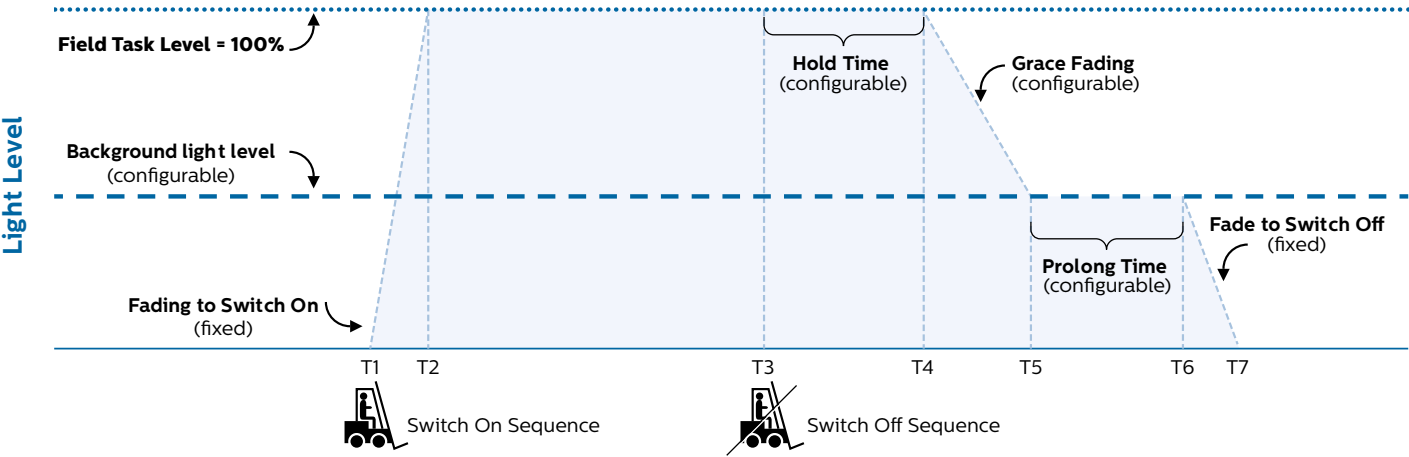 Field Task Level = 100%
Hold Time
(configurable)
Grace Fading
(configurable)
Light Level
Background light level
(configurable)
Fade to Switch Off
(fixed)
Prolong Time
(configurable)
Fading to Switch On
(fixed)
T1 T2 T3 T4 T5 T6 T7
Switch On Sequence
Switch Off Sequence